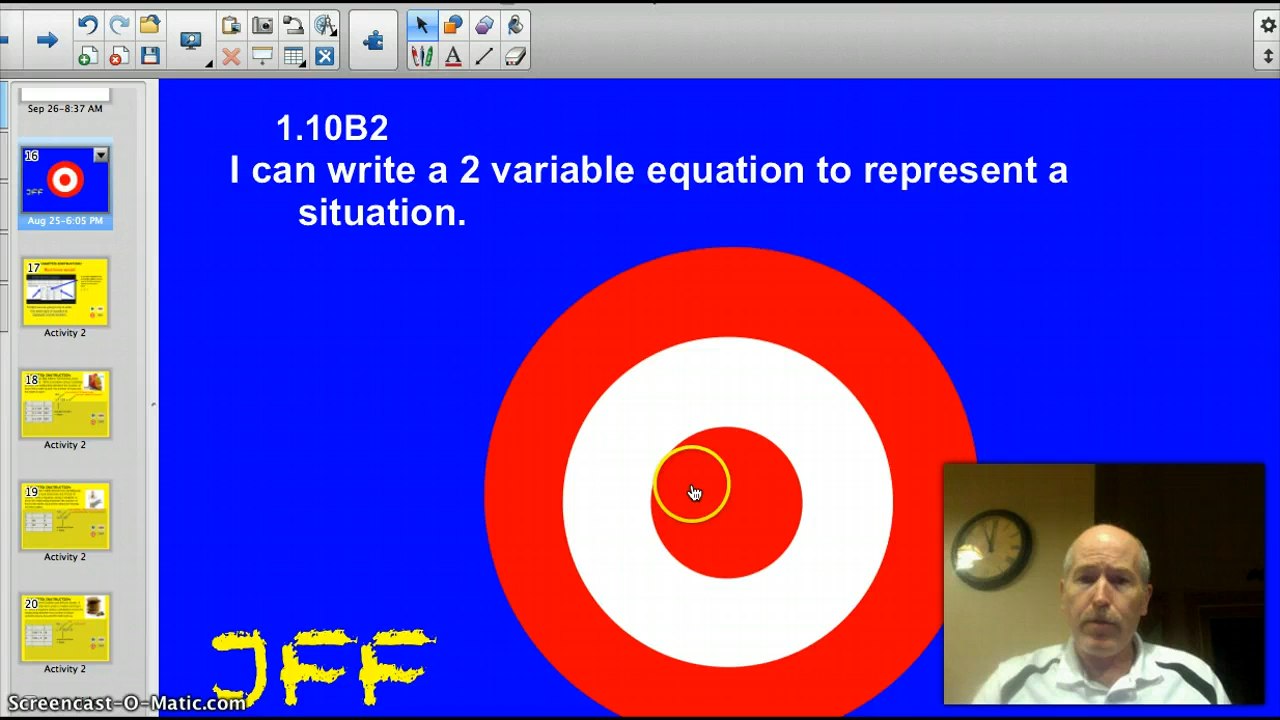 Sep 26-8:37 AM
16
JFF
Aug 25-6:05 PM
17
Activity 2
18
Activity 2
19
Activity 2
20
Activity 2
1.10B2
I can write a 2 variable equation to represent a
situation.
JFF
Screencast-O-Matic.com